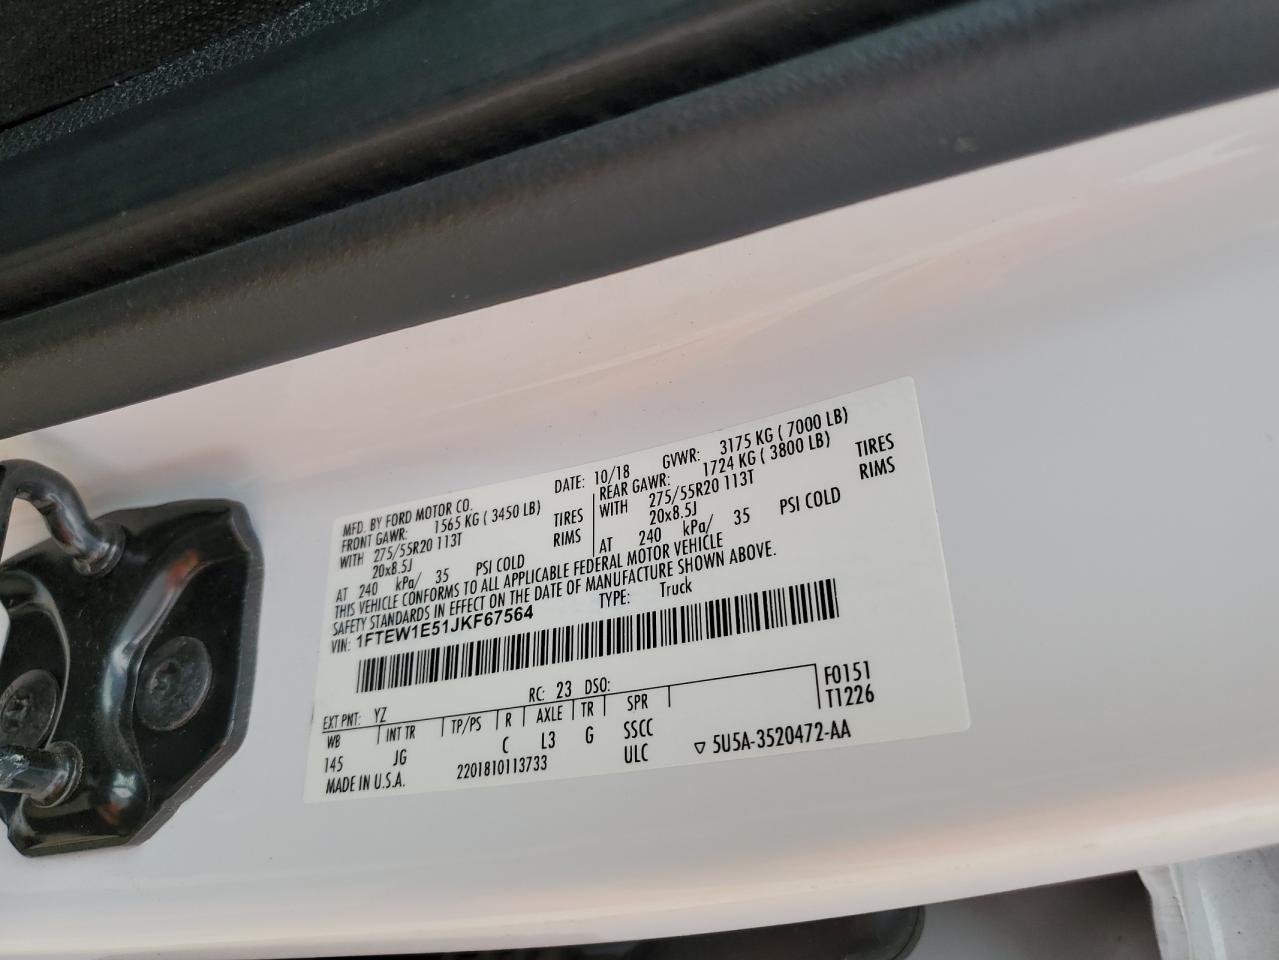 MFD. BY FORD MOTOR CO. DATE: 10/18 GVWR: 3175 KG ( 7000 LB)
FRONT GAWR: 1565 KG ( 3450 LB) REAR GAWR: 1724 KG ( 3800 LB)
WITH 275/55R20 113T TIRES WITH 275/55R20 113T TIRES
20x8.5J RIMS 20x8.5J RIMS
AT 240 kPa/ 35 PSI COLD AT 240 kPa/ 35 PSI COLD
THIS VEHICLE CONFORMS TO ALL APPLICABLE FEDERAL MOTOR VEHICLE
SAFETY STANDARDS IN EFFECT ON THE DATE OF MANUFACTURE SHOWN ABOVE.
VIN: 1FTEW1E51JKF67564 TYPE: Truck
EXT PNT: YZ RC: 23 DSO: F0151
WB INT TR TP/PS R AXLE TR SPR T1226
145 JG C L3 G SSCC
MADE IN U.S.A. 2201810113733 ULC ▽ 5U5A-3520472-AA